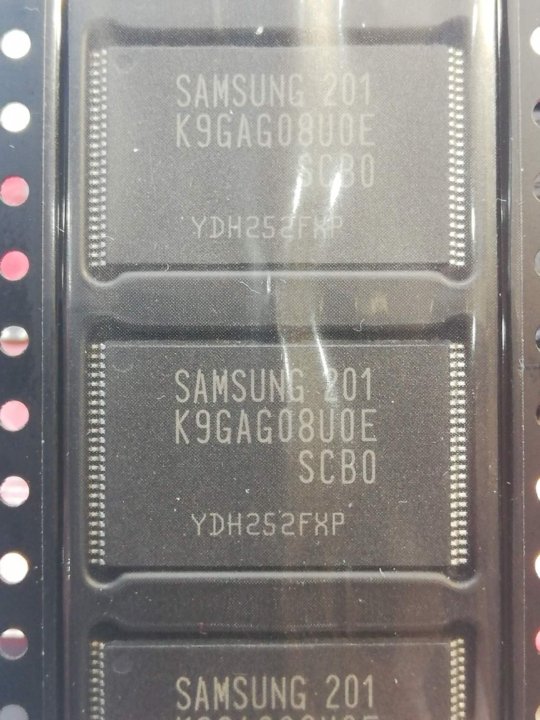 SAMSUNG 201
K9GAG08U0E
SCB0
YDH252FXP
SAMSUNG 201
K9GAG08U0E
SCB0
YDH252FXP
SAMSUNG 201